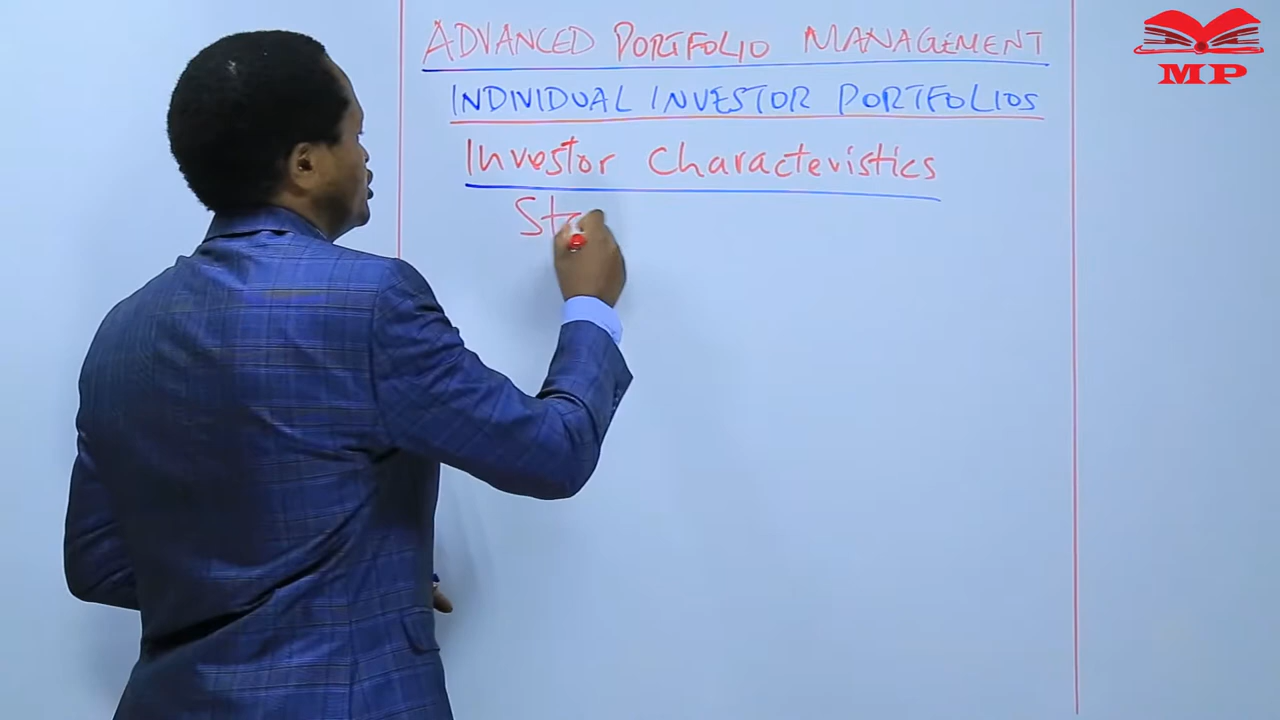 ADVANCED PORTFOLIO MANAGEMENT
INDIVIDUAL INVESTOR PORTFOLIOS
Investor Characteristics
St
MP